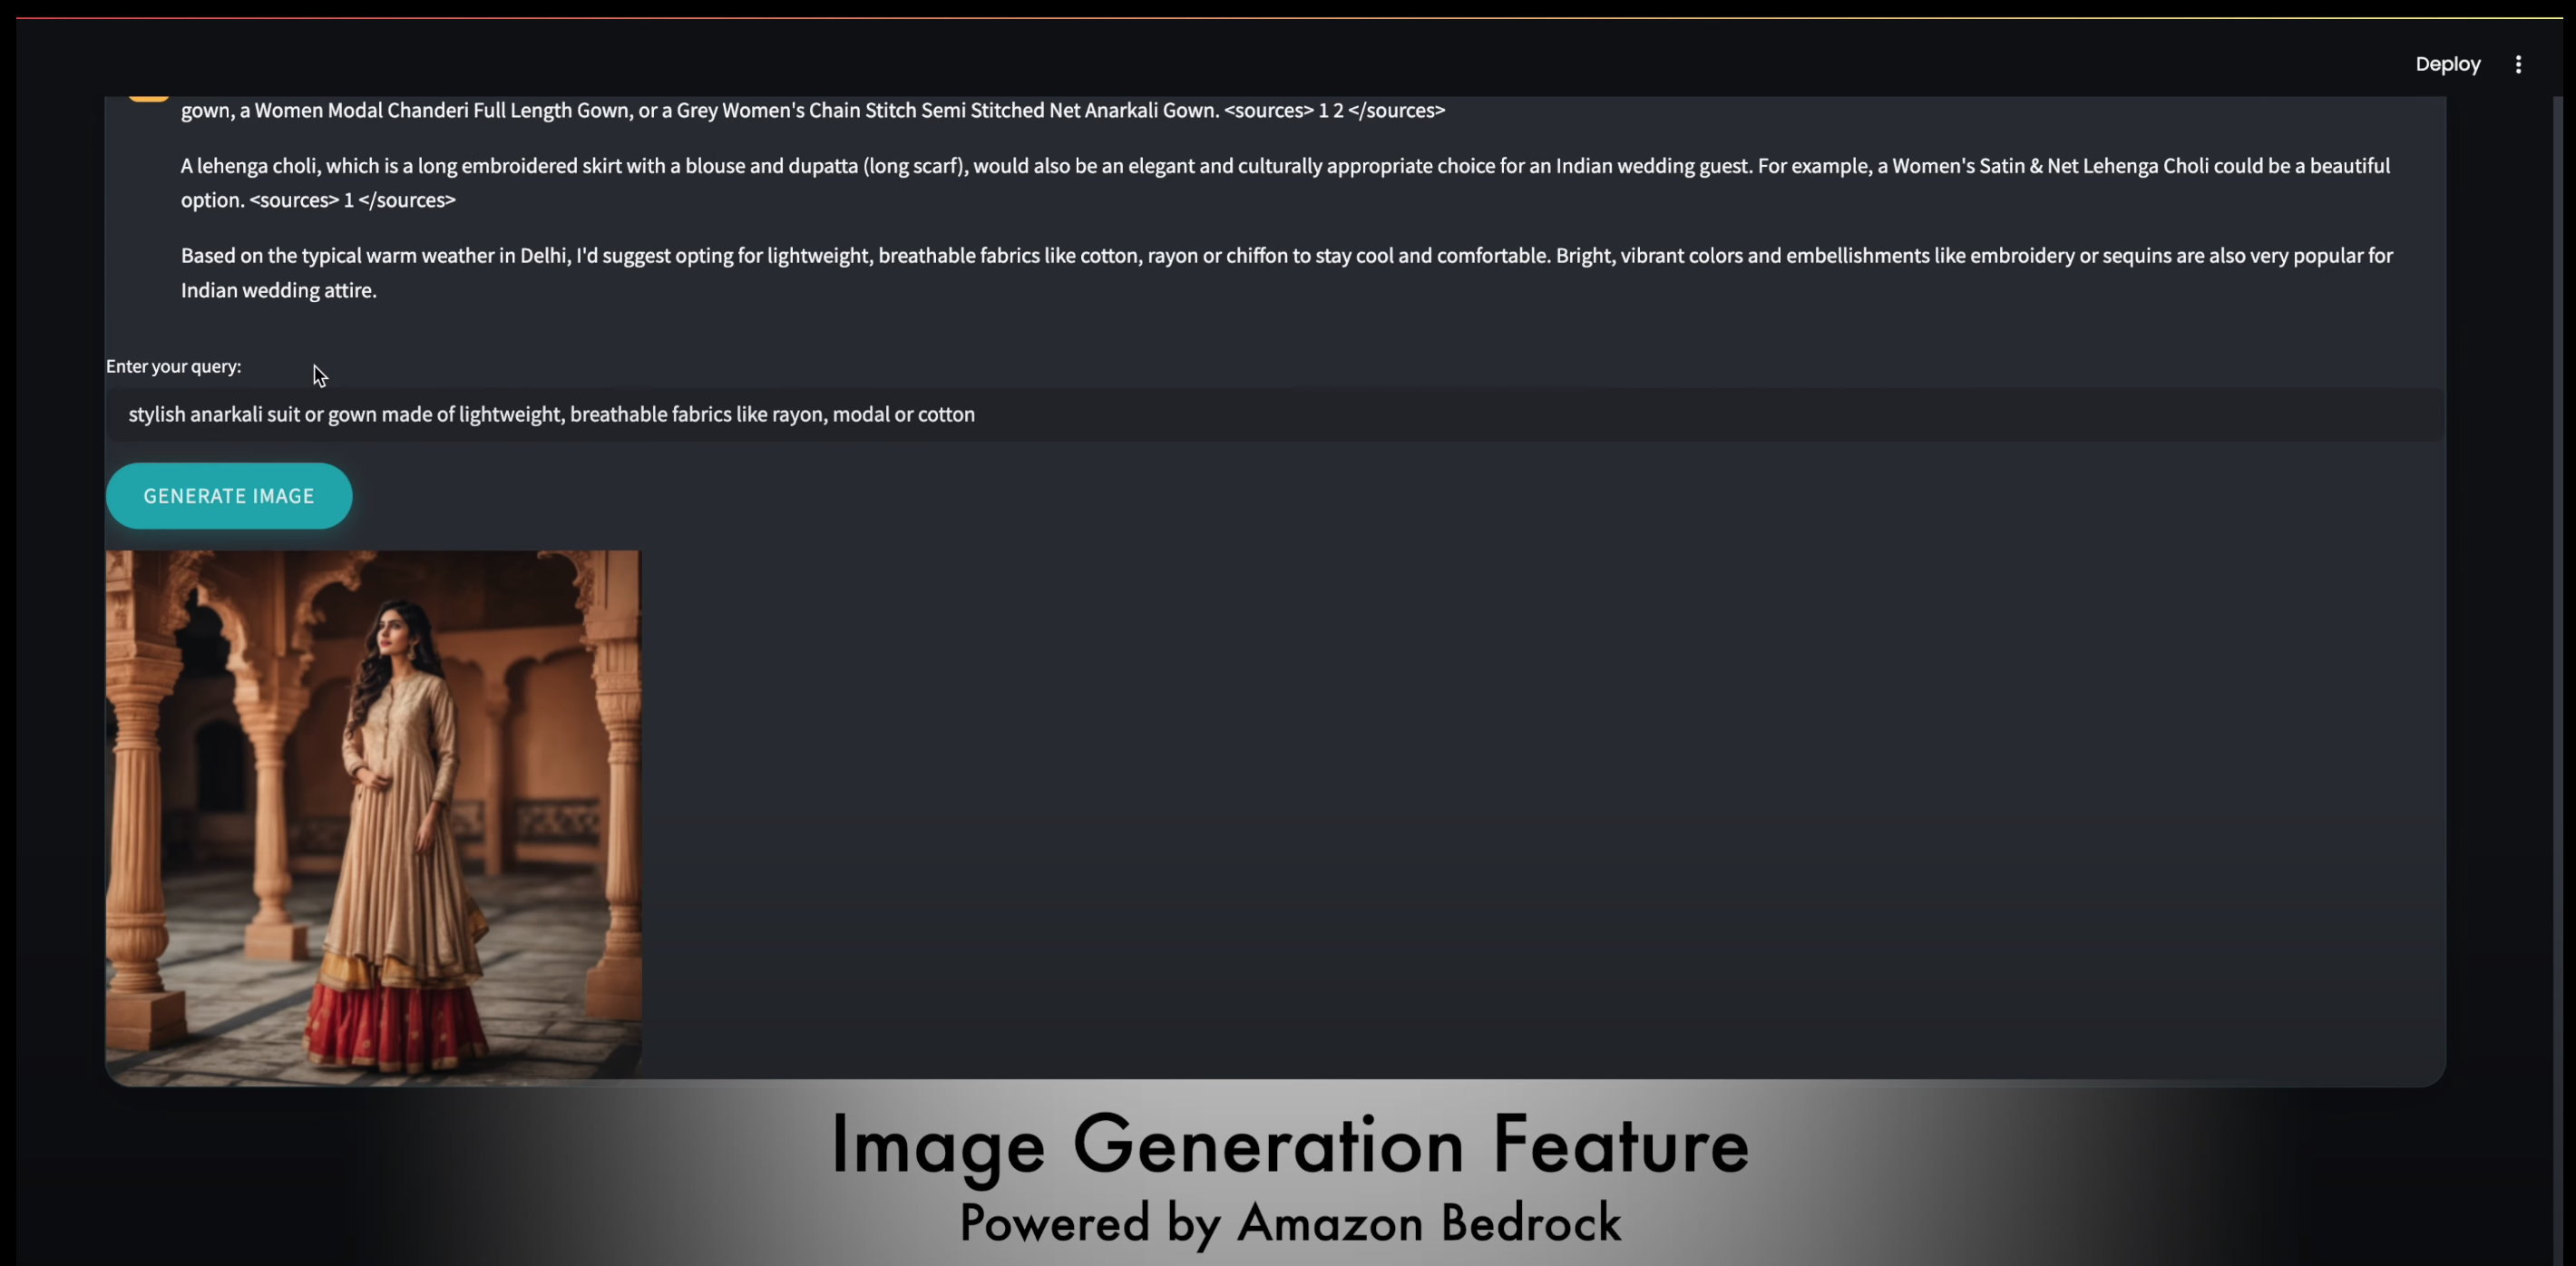 Deploy
gown, a Women Modal Chanderi Full Length Gown, or a Grey Women's Chain Stitch Semi Stitched Net Anarkali Gown. <sources> 1 2 </sources>
A lehenga choli, which is a long embroidered skirt with a blouse and dupatta (long scarf), would also be an elegant and culturally appropriate choice for an Indian wedding guest. For example, a Women's Satin & Net Lehenga Choli could be a beautiful
option. <sources> 1 </sources>
Based on the typical warm weather in Delhi, I'd suggest opting for lightweight, breathable fabrics like cotton, rayon or chiffon to stay cool and comfortable. Bright, vibrant colors and embellishments like embroidery or sequins are also very popular for
Indian wedding attire.
Enter your query:
stylish anarkali suit or gown made of lightweight, breathable fabrics like rayon, modal or cotton
GENERATE IMAGE
Image Generation Feature
Powered by Amazon Bedrock